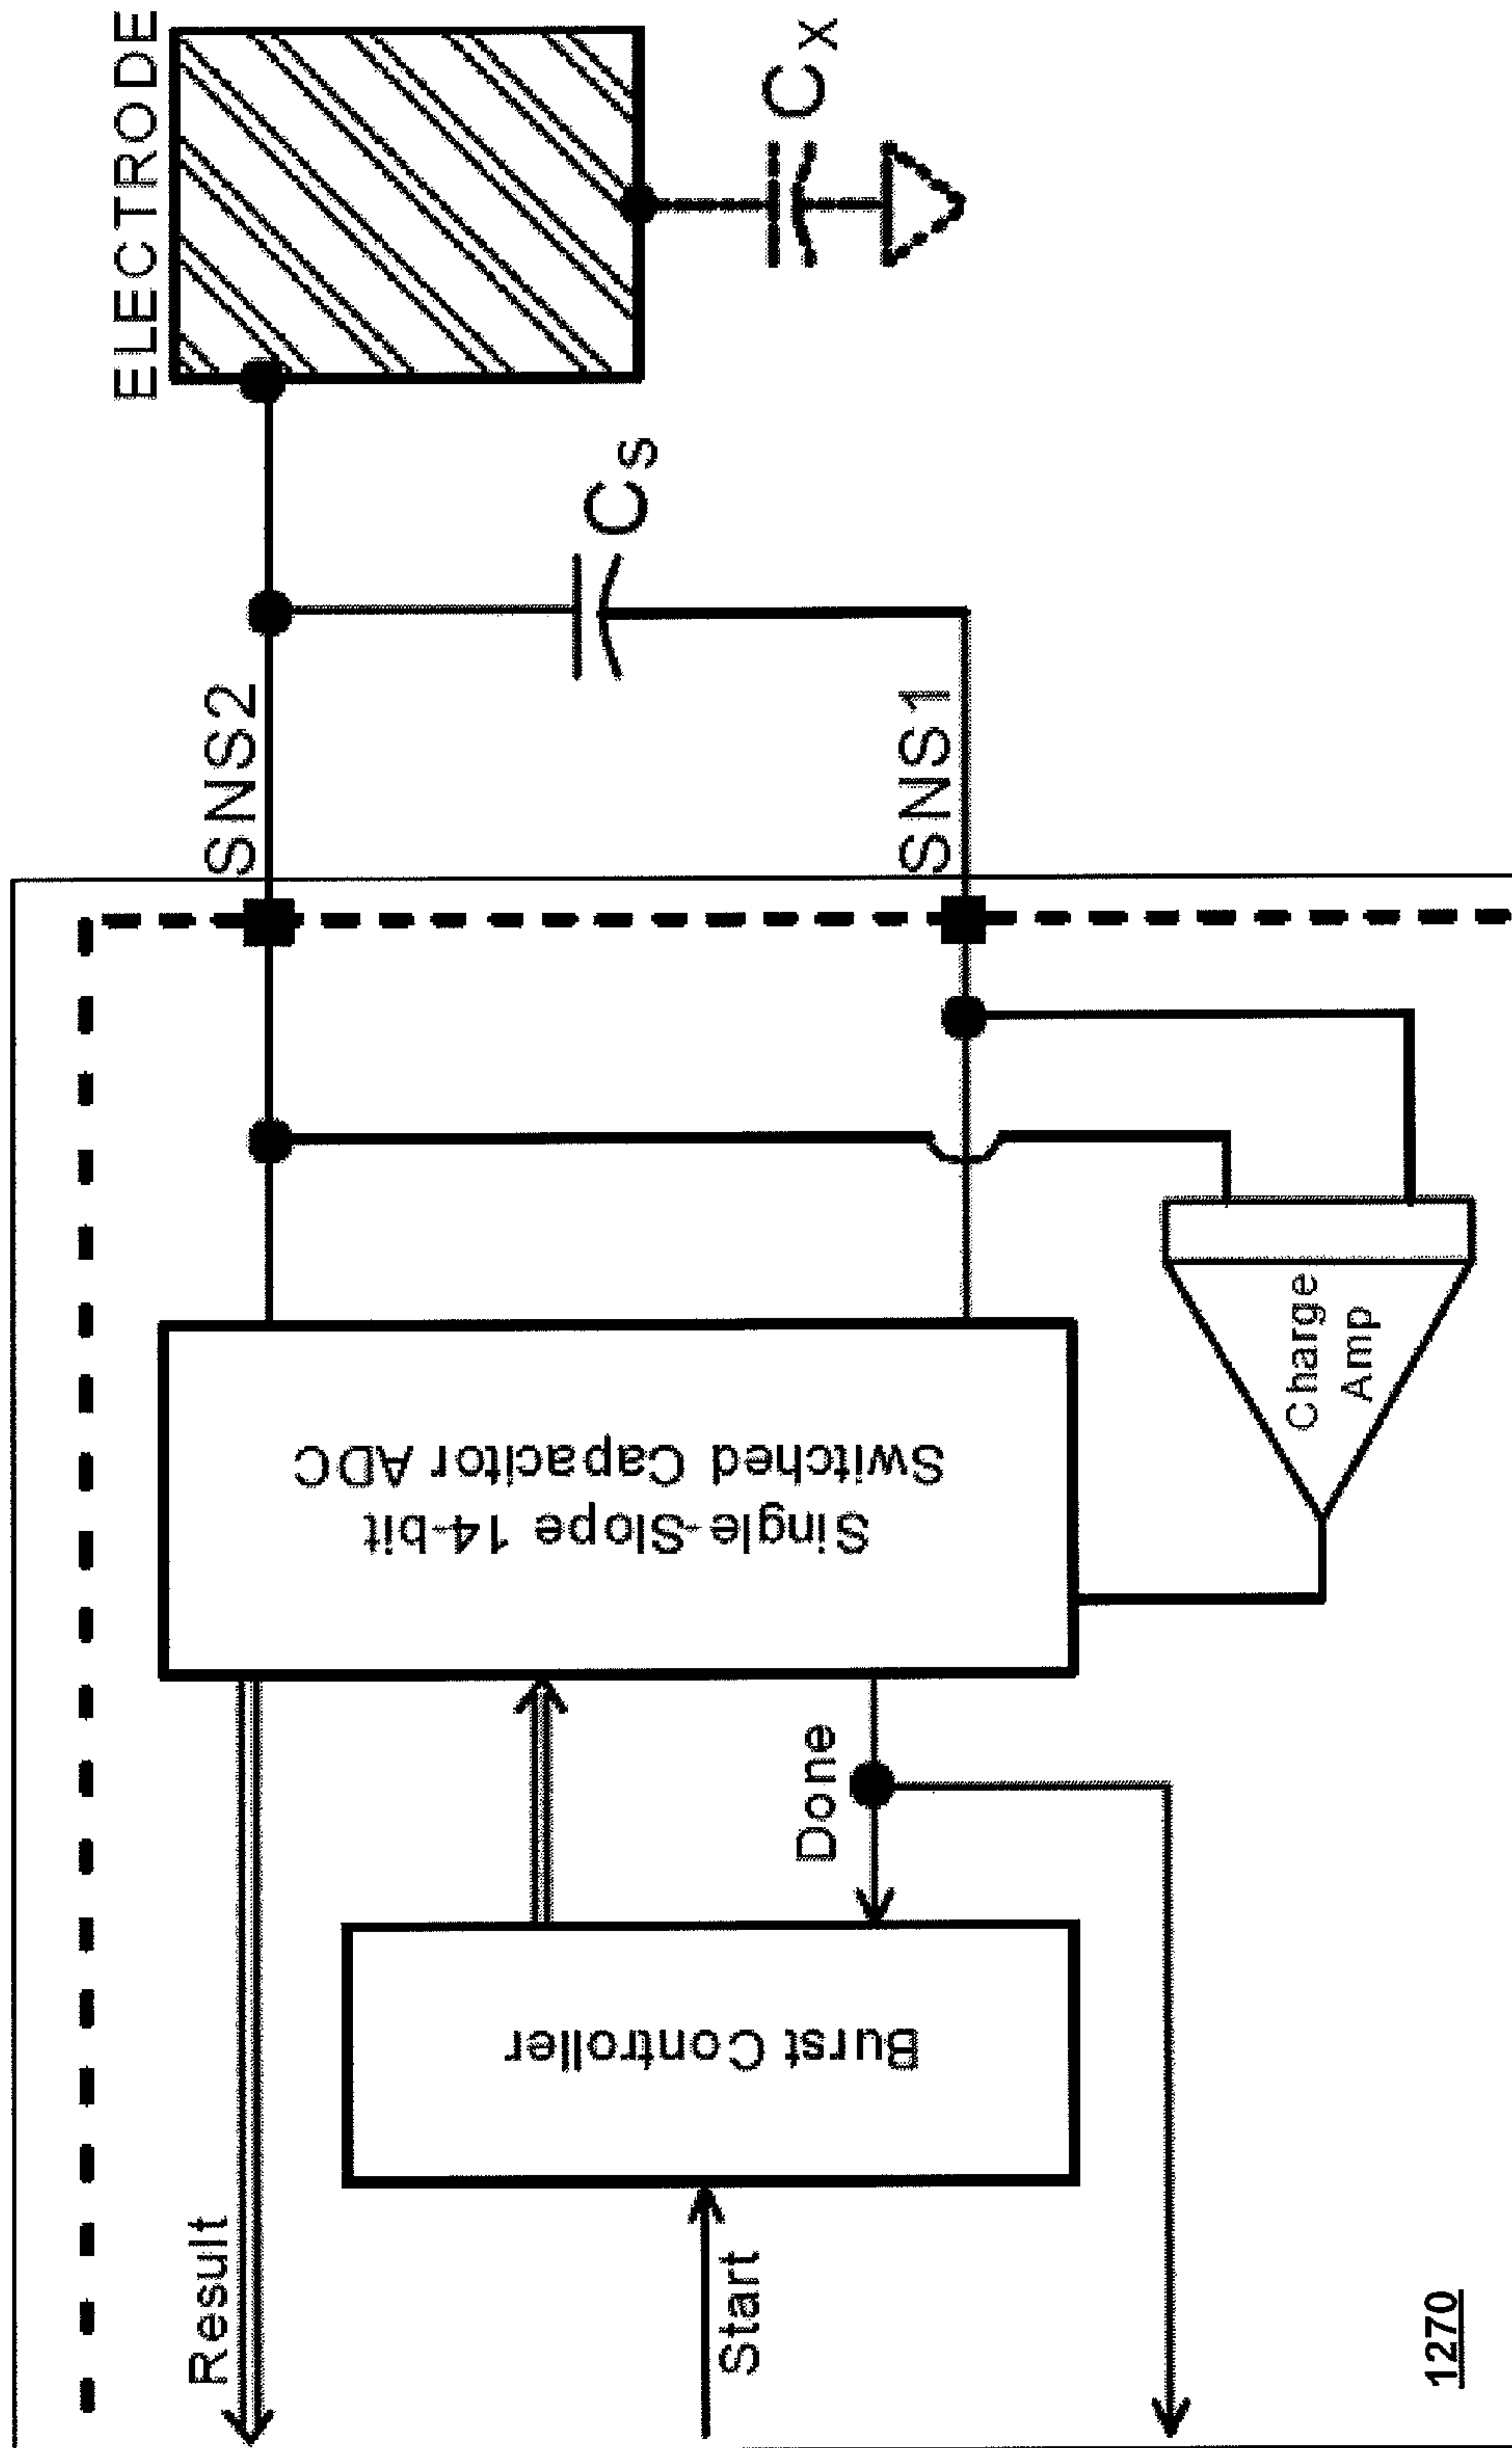 Result
Start
Burst Controller
Done
Single-Slope 14-bit
Switched Capacitor ADC
Charge
Amp
SNS2
SNS1
Cs
ELECTRODE
Cx
1270